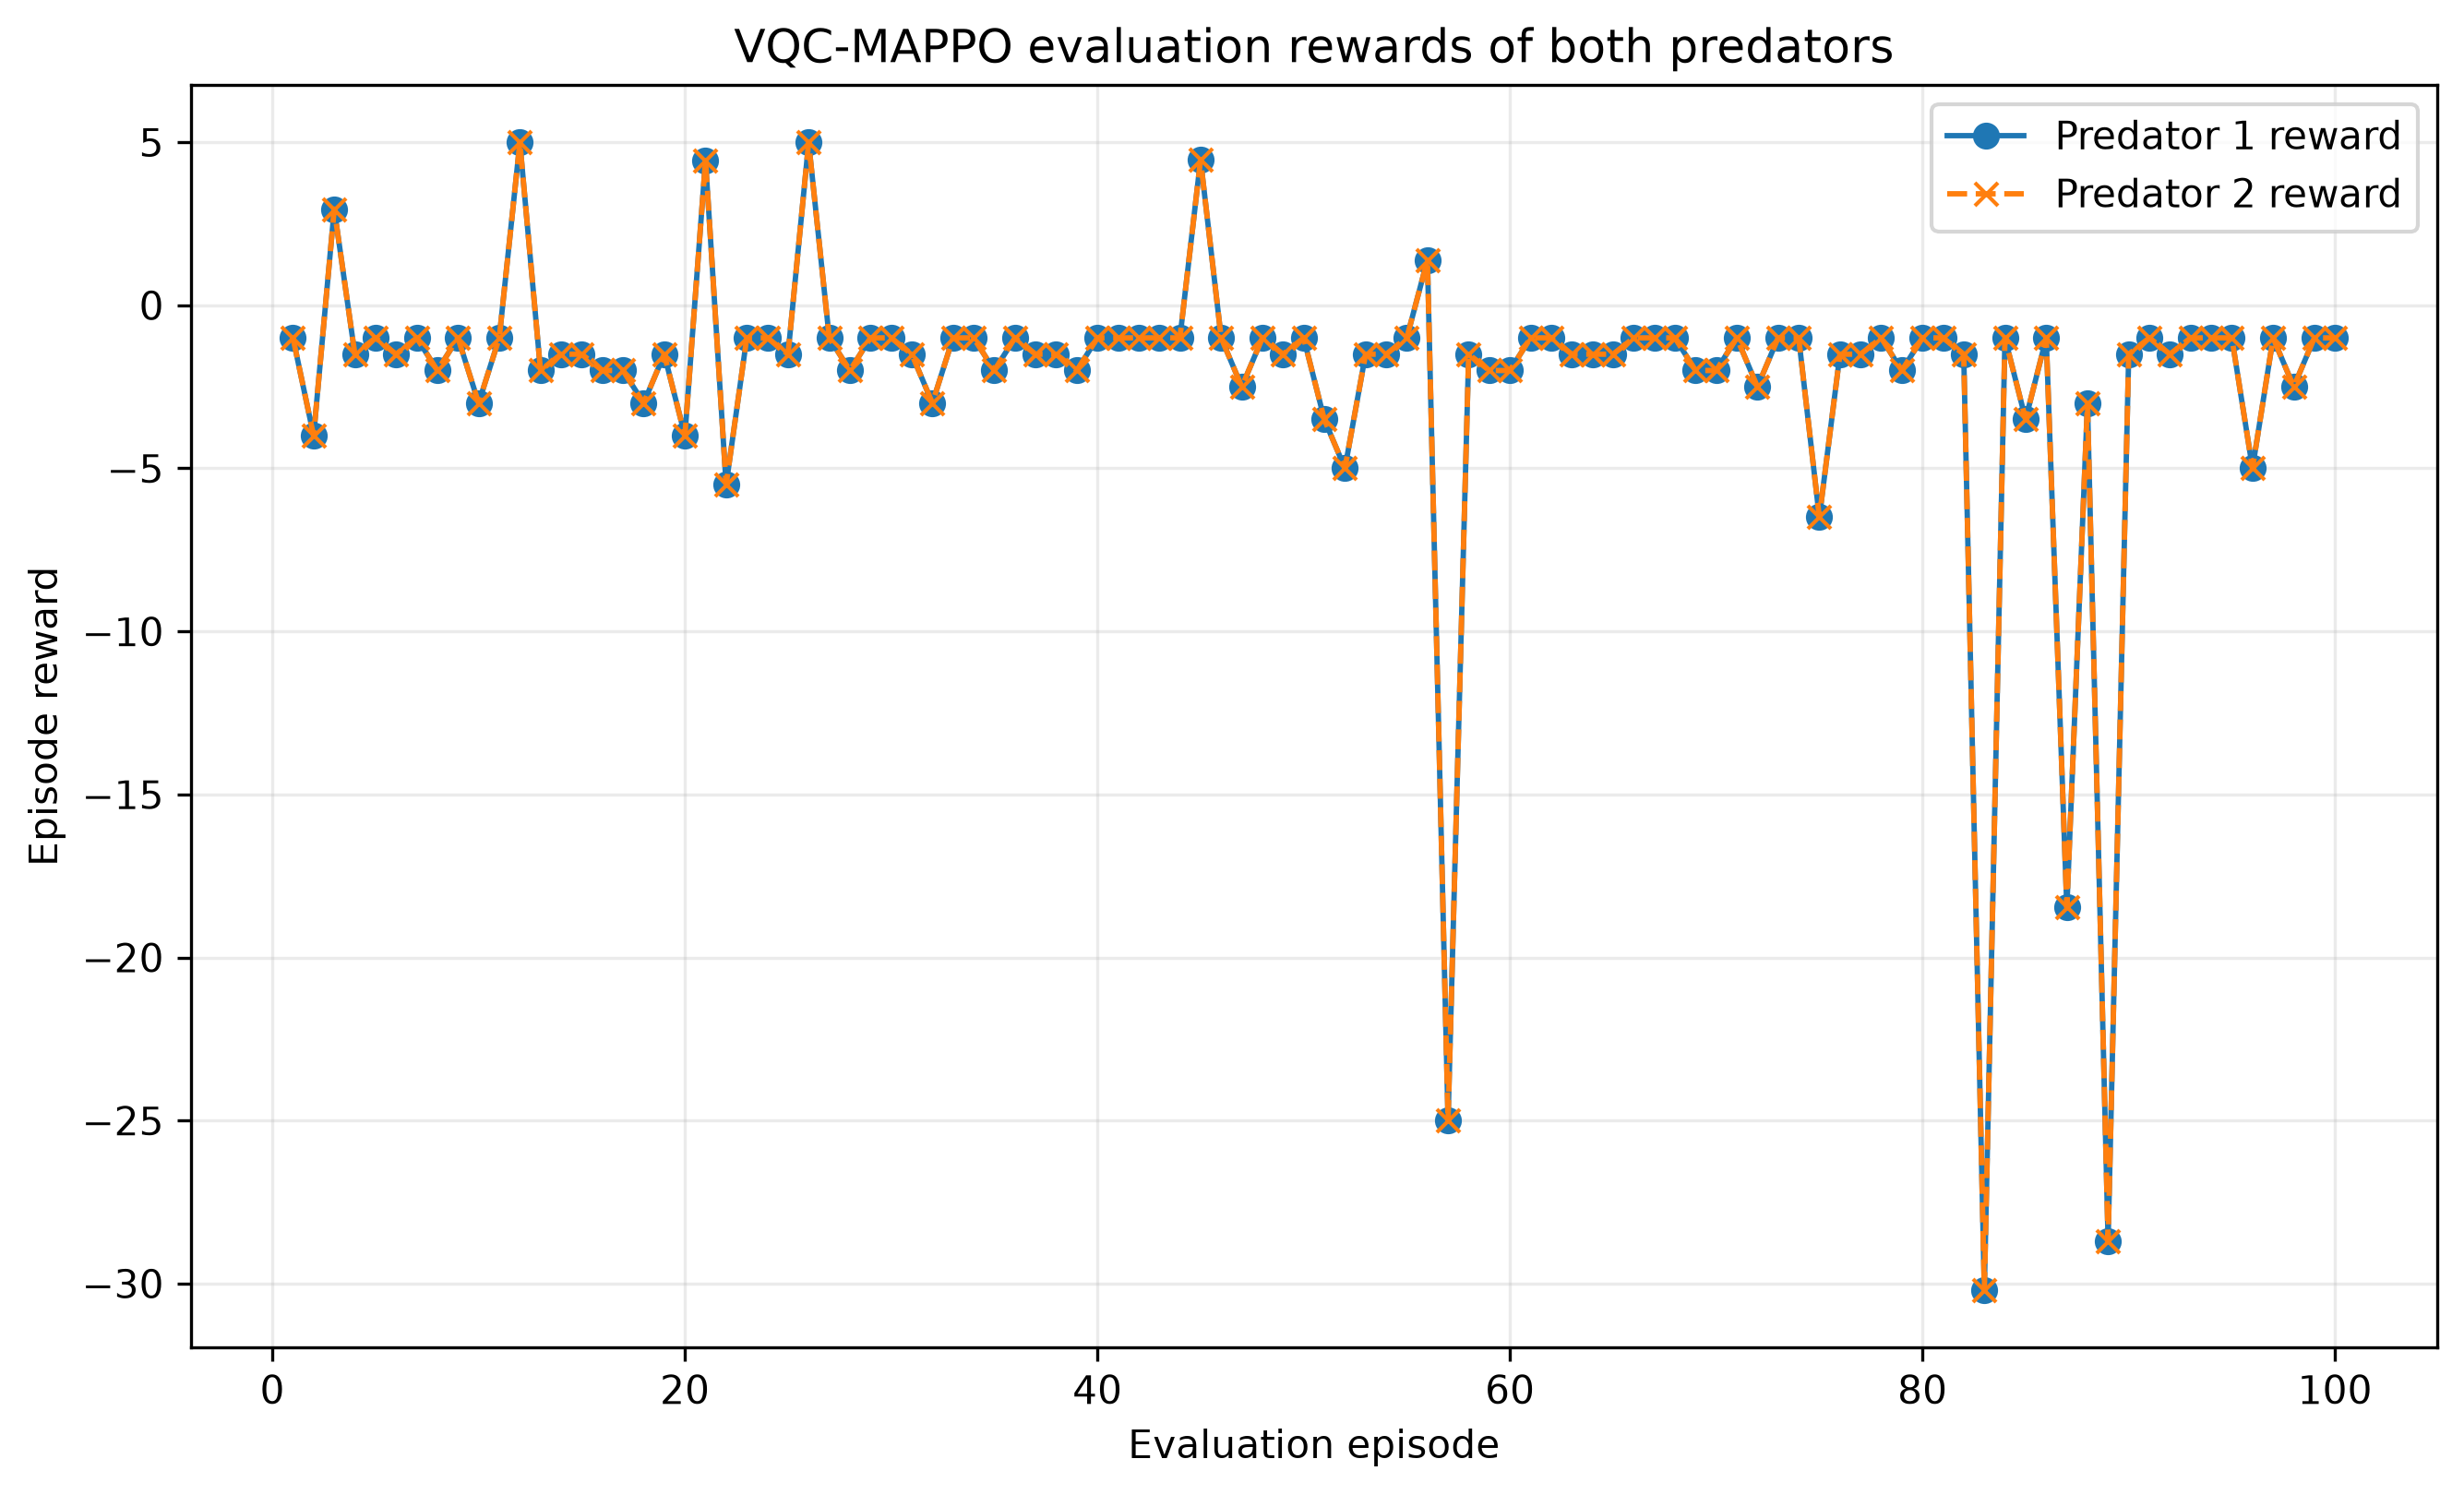 VQC-MAPPO evaluation rewards of both predators
Predator 1 reward
Predator 2 reward
Episode reward
5
0
−5
−10
−15
−20
−25
−30
0 20 40 60 80 100
Evaluation episode